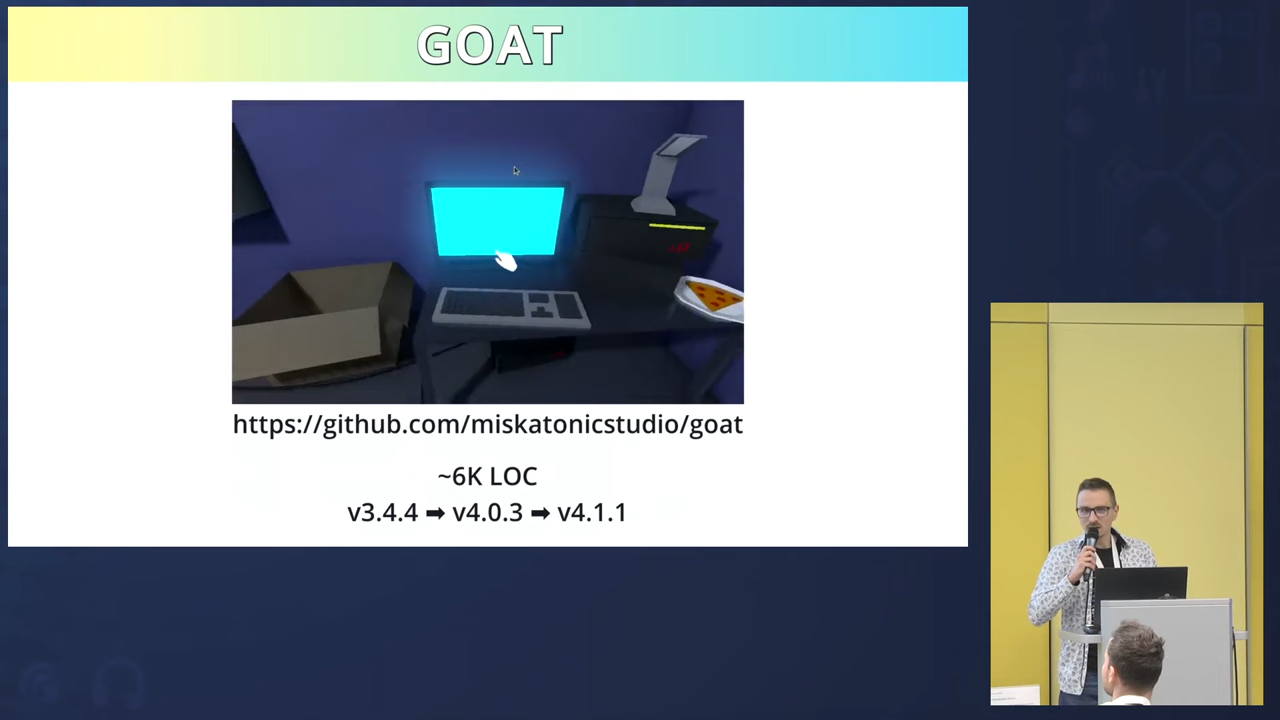 GOAT
https://github.com/miskatonicstudio/goat
~6K LOC
v3.4.4 ➡ v4.0.3 ➡ v4.1.1